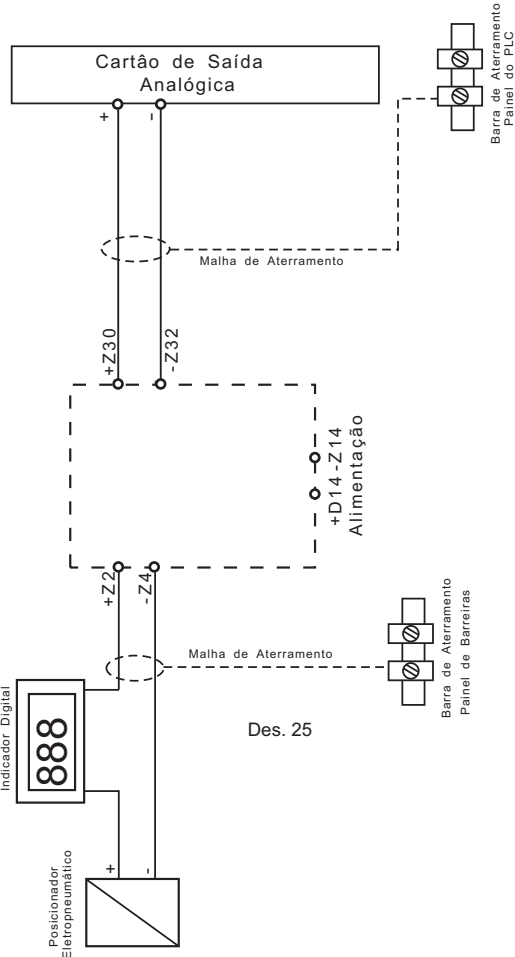 Cartâo de Saída
Analógica
+
-
Barra de Aterramento
Painel do PLC
Malha de Aterramento
+Z30
-Z32
+D14 -Z14
Alimentação
+Z2
-Z4
Malha de Aterramento
Barra de Aterramento
Painel de Barreiras
Indicador Digital
888
Des. 25
+
-
Posicionador
Eletropneumático